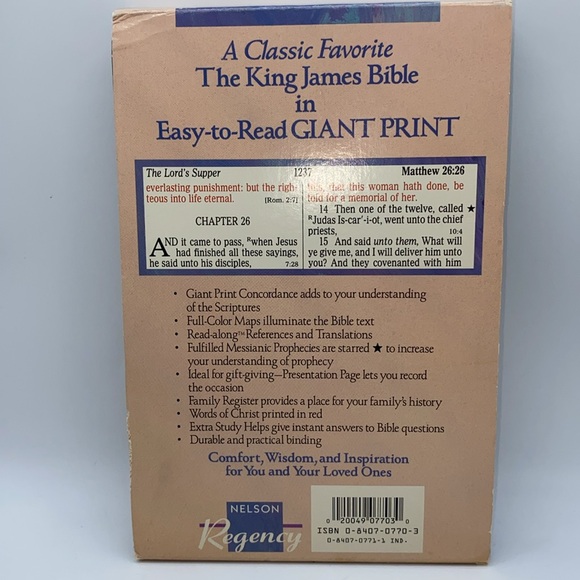 A Classic Favorite
The King James Bible
in
Easy-to-Read GIANT PRINT
The Lord's Supper 1237 Matthew 26:26
everlasting punishment: but the righ-
teous into life eternal. [Rom. 2:7]
CHAPTER 26
AND it came to pass, ᴿwhen Jesus
had finished all these sayings,
he said unto his disciples, 7:28
this, that this woman hath done, be
told for a memorial of her.
14 Then one of the twelve, called ★
ᴿJudas Is-car'-i-ot, went unto the chief
priests, 10:4
15 And said unto them, What will
ye give me, and I will deliver him unto
you? And they covenanted with him
• Giant Print Concordance adds to your understanding
of the Scriptures
• Full-Color Maps illuminate the Bible text
• Read-along™ References and Translations
• Fulfilled Messianic Prophecies are starred ★ to increase
your understanding of prophecy
• Ideal for gift-giving—Presentation Page lets you record
the occasion
• Family Register provides a place for your family's history
• Words of Christ printed in red
• Extra Study Helps give instant answers to Bible questions
• Durable and practical binding
Comfort, Wisdom, and Inspiration
for You and Your Loved Ones
NELSON
Regency
0 20049 07703 0
ISBN 0-8407-0770-3
0-8407-0771-1 IND.